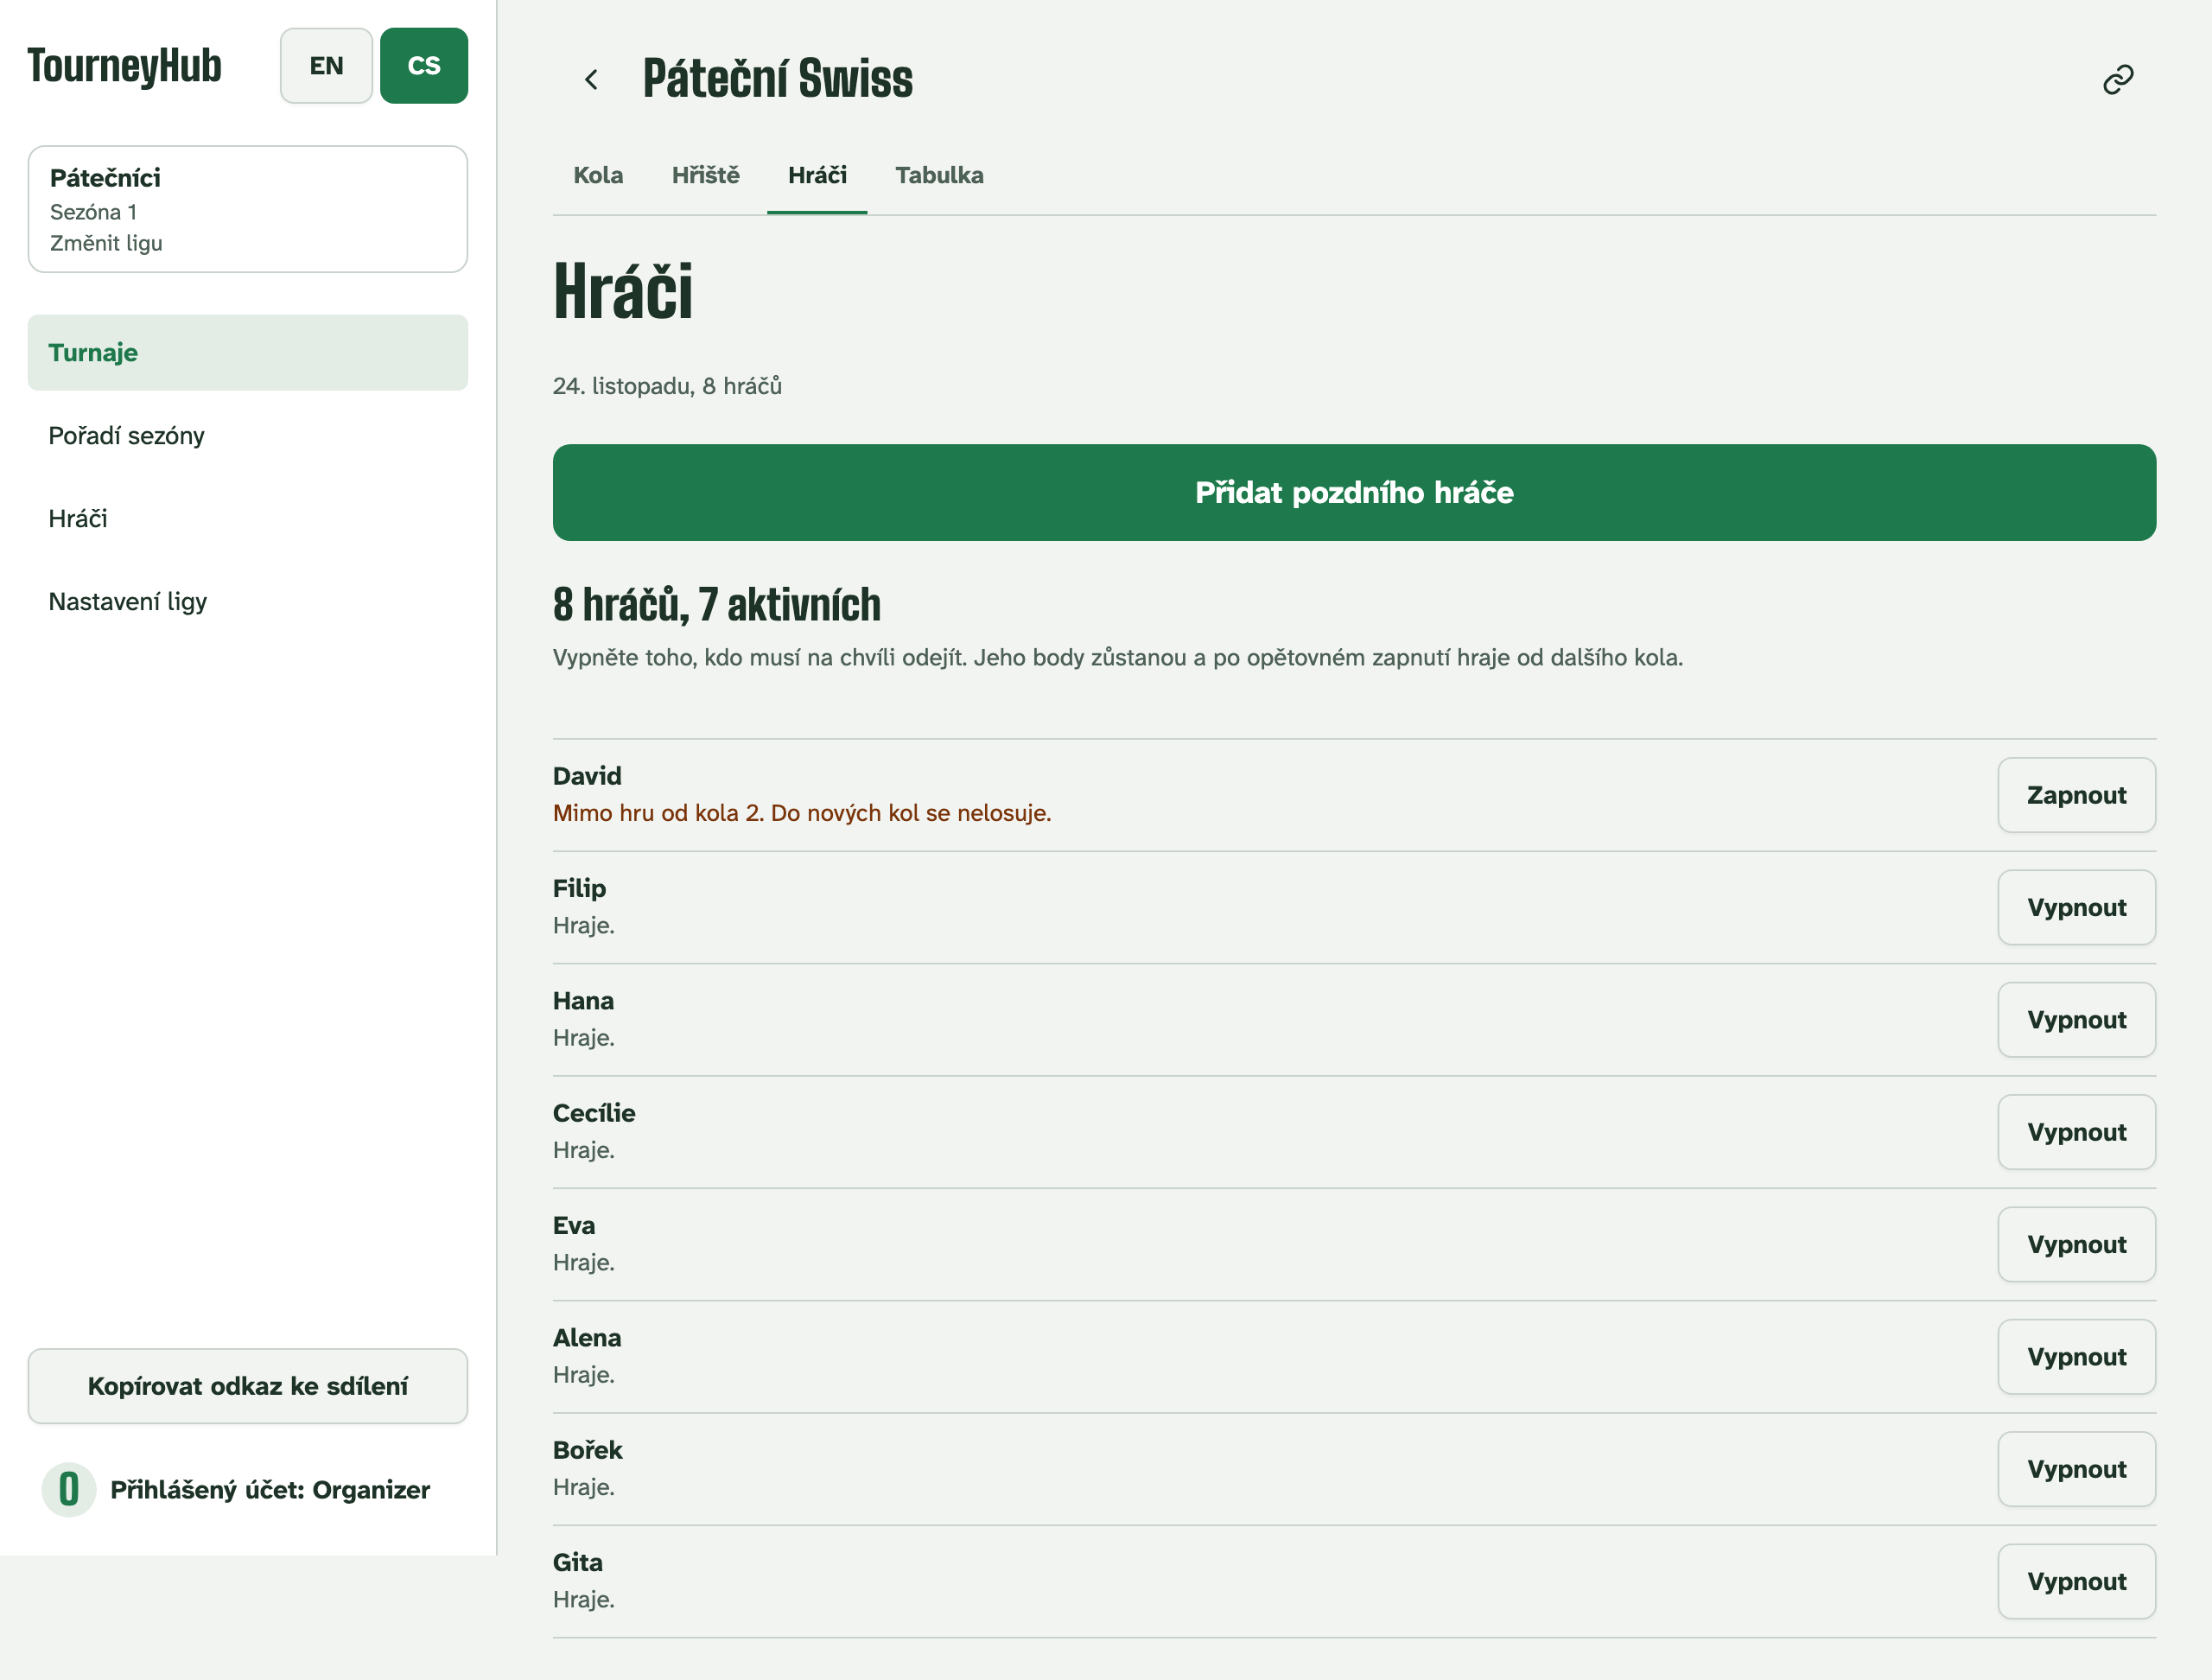 TourneyHub
EN
CS
Pátečníci
Sezóna 1
Změnit ligu
Turnaje
Pořadí sezóny
Hráči
Nastavení ligy
Kopírovat odkaz ke sdílení
O
Přihlášený účet: Organizer
Páteční Swiss
Kola
Hřiště
Hráči
Tabulka
Hráči
24. listopadu, 8 hráčů
Přidat pozdního hráče
8 hráčů, 7 aktivních
Vypněte toho, kdo musí na chvíli odejít. Jeho body zůstanou a po opětovném zapnutí hraje od dalšího kola.
David
Mimo hru od kola 2. Do nových kol se nelosuje.
Zapnout
Filip
Hraje.
Vypnout
Hana
Hraje.
Vypnout
Cecílie
Hraje.
Vypnout
Eva
Hraje.
Vypnout
Alena
Hraje.
Vypnout
Bořek
Hraje.
Vypnout
Gita
Hraje.
Vypnout